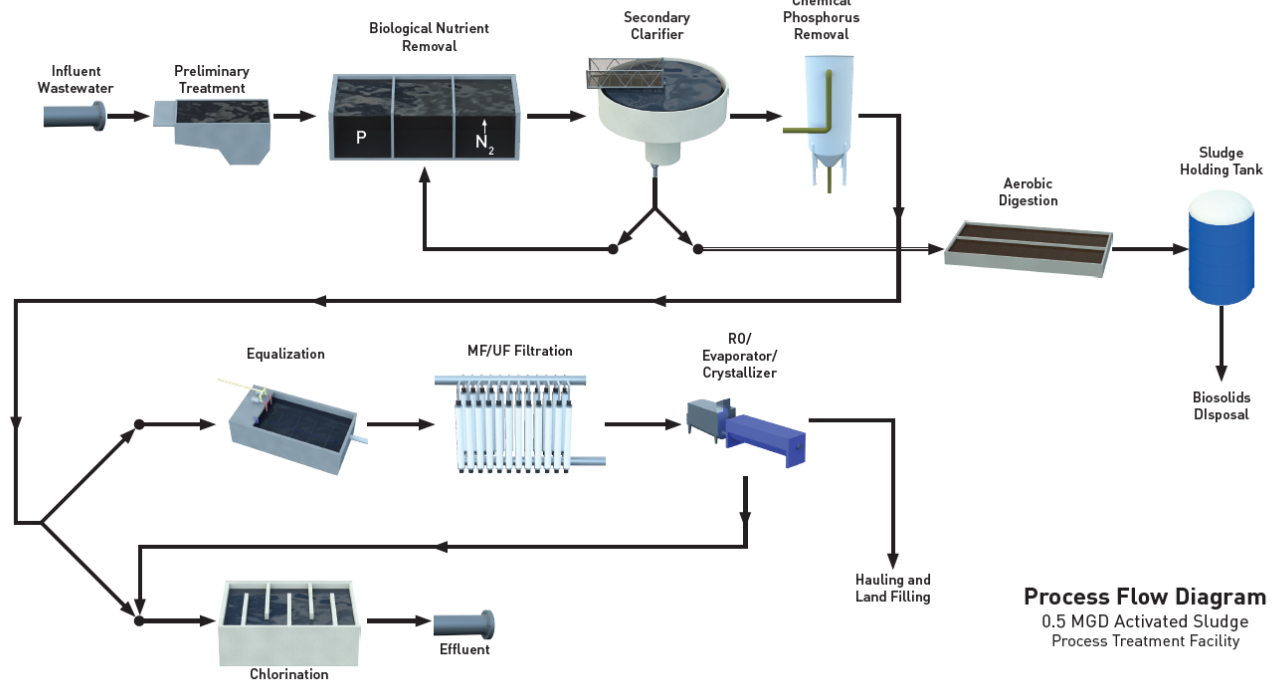 Chemical
Phosphorus
Removal
Secondary
Clarifier
Biological Nutrient
Removal
Influent
Wastewater
Preliminary
Treatment
P
N2
Sludge
Holding Tank
Aerobic
Digestion
Equalization
MF/UF Filtration
RO/
Evaporator/
Crystallizer
Biosolids
DIsposal
Hauling and
Land Filling
Process Flow Diagram
0.5 MGD Activated Sludge
Process Treatment Facility
Effluent
Chlorination